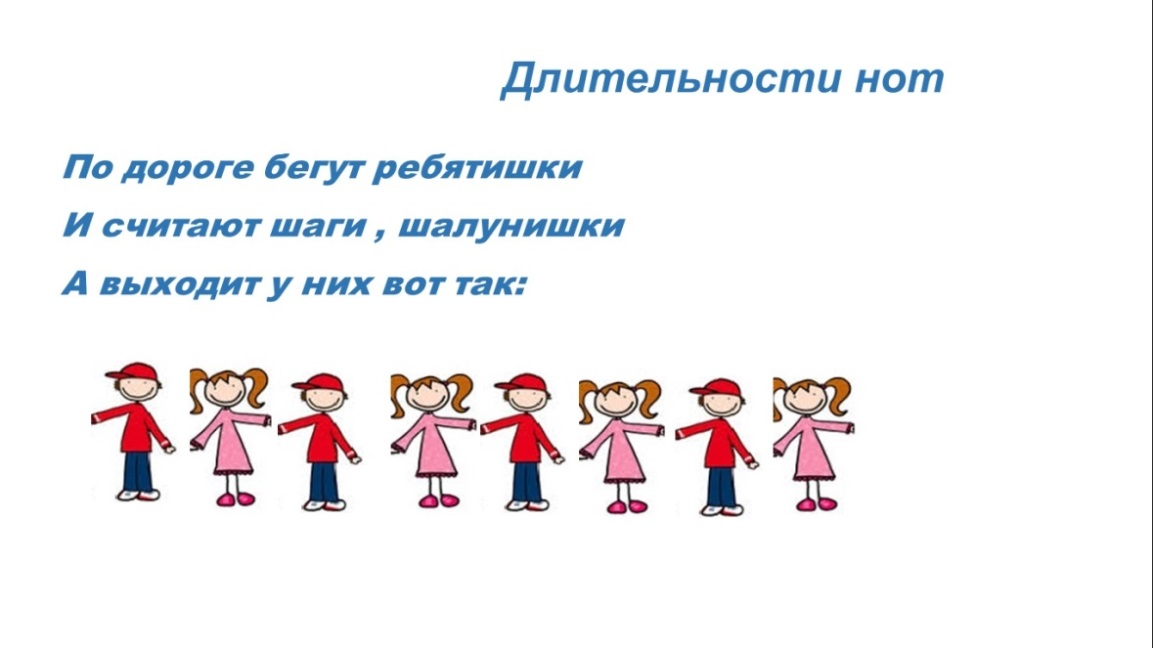 Длительности нот
По дороге бегут ребятишки
И считают шаги , шалунишки
А выходит у них вот так: